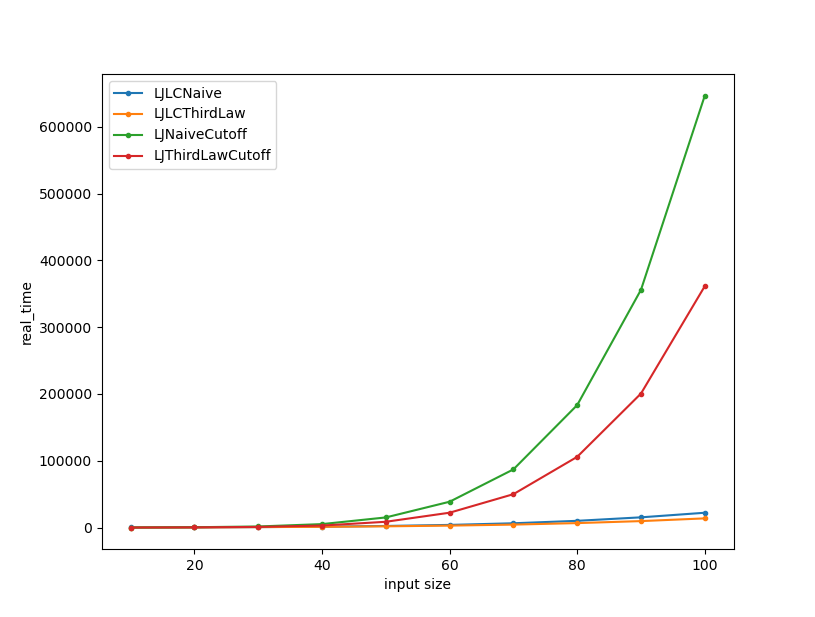 LJLCNaive
LJLCThirdLaw
LJNaiveCutoff
LJThirdLawCutoff
600000
500000
400000
300000
200000
100000
0
real_time
20 40 60 80 100
input size